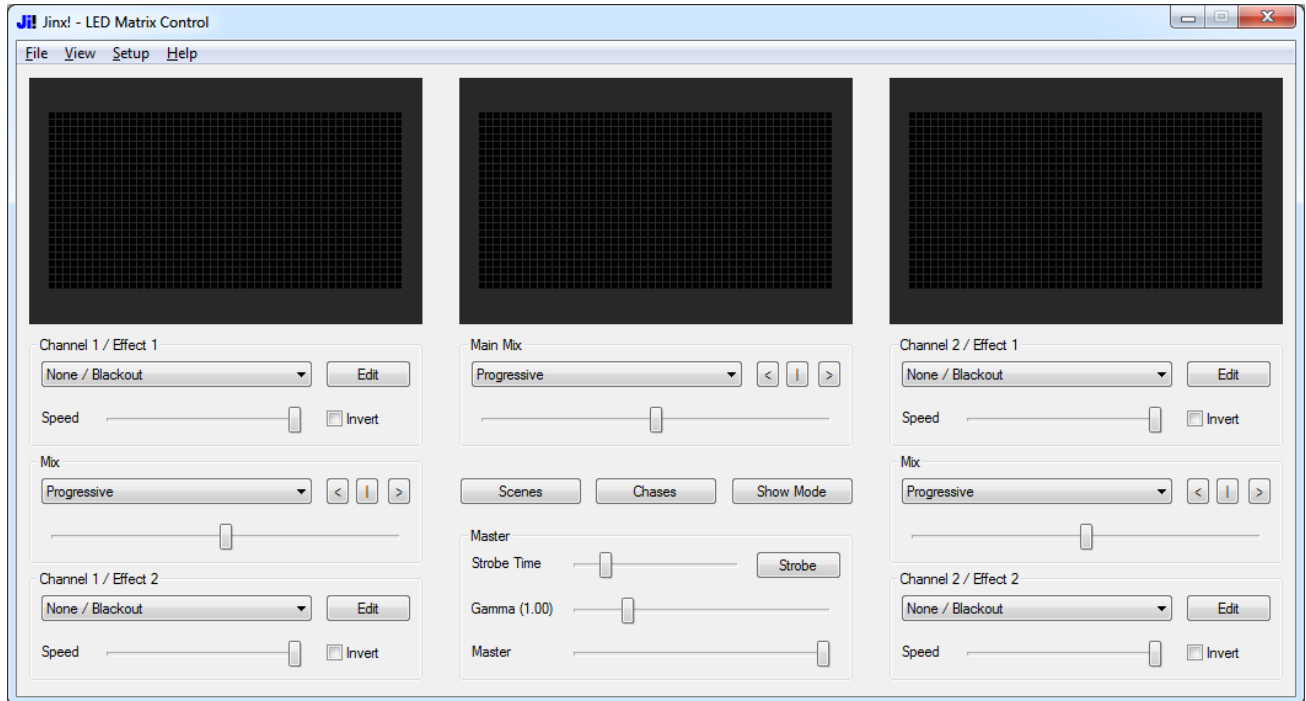 Ji! Jinx! - LED Matrix Control
File View Setup Help
Channel 1 / Effect 1
None / Blackout Edit
Speed Invert
Mix
Progressive < | >
Channel 1 / Effect 2
None / Blackout Edit
Speed Invert
Main Mix
Progressive < | >
Scenes Chases Show Mode
Master
Strobe Time Strobe
Gamma (1.00)
Master
Channel 2 / Effect 1
None / Blackout Edit
Speed Invert
Mix
Progressive < | >
Channel 2 / Effect 2
None / Blackout Edit
Speed Invert